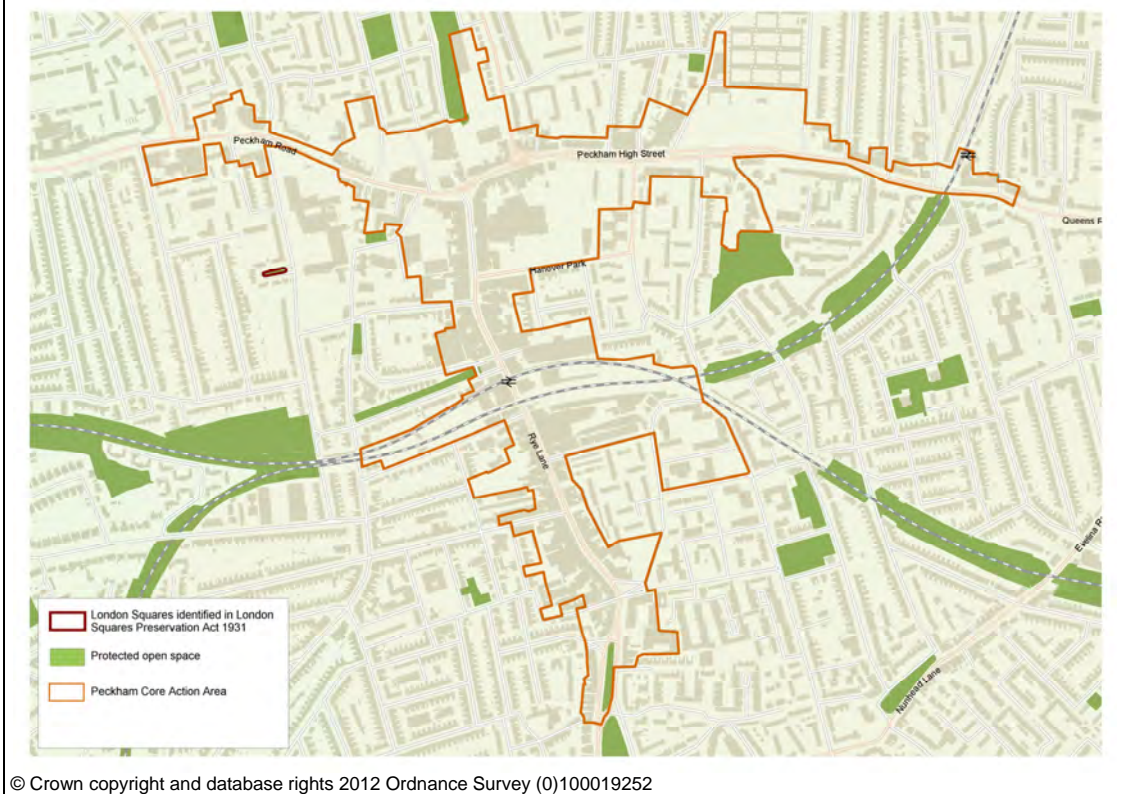 Peckham Road
Peckham High Street
Queens R
Hanover Park
Rye Lane
Evelina R
Nunhead Lane
London Squares identified in London
Squares Preservation Act 1931
Protected open space
Peckham Core Action Area
© Crown copyright and database rights 2012 Ordnance Survey (0)100019252